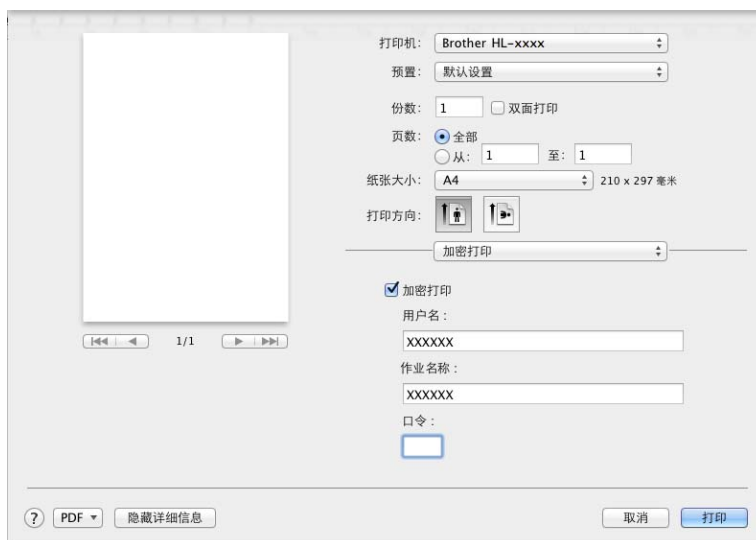 打印机: Brother HL-xxxx
预置: 默认设置
份数: 1 双面打印
页数: 全部
从: 1 至: 1
纸张大小: A4 210 x 297 毫米
打印方向:
加密打印
加密打印
用户名:
XXXXXX
作业名称:
XXXXXX
口令:
1/1
? PDF 隐藏详细信息 取消 打印